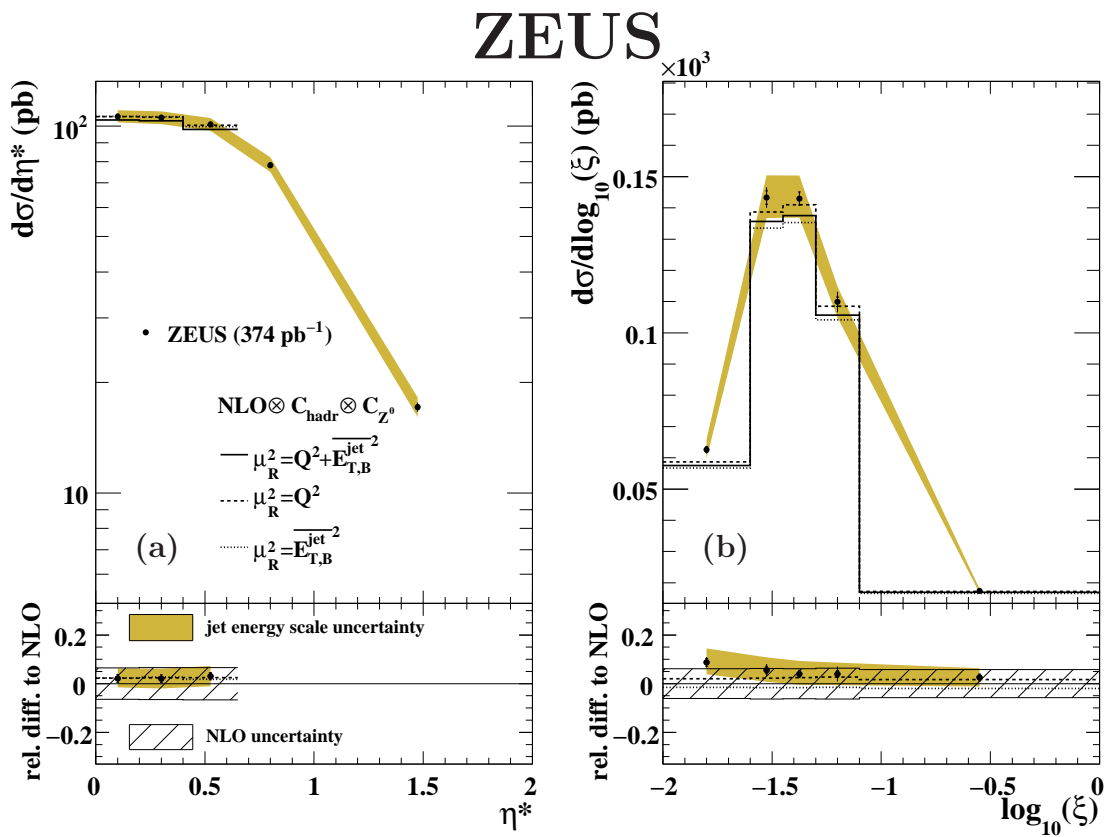 ZEUS
dσ/dη* (pb)
10²
10
ZEUS (374 pb⁻¹)
NLO⊗ C_hadr⊗ C_Z⁰
μ_R²=Q²+E_T,B^jet ²
μ_R²=Q²
μ_R²=E_T,B^jet ²
(a)
rel. diff. to NLO
0.2
0
−0.2
jet energy scale uncertainty
NLO uncertainty
0 0.5 1 1.5 2
η*
×10³
dσ/dlog₁₀(ξ) (pb)
0.15
0.1
0.05
(b)
rel. diff. to NLO
0.2
0
−0.2
−2 −1.5 −1 −0.5 0
log₁₀(ξ)